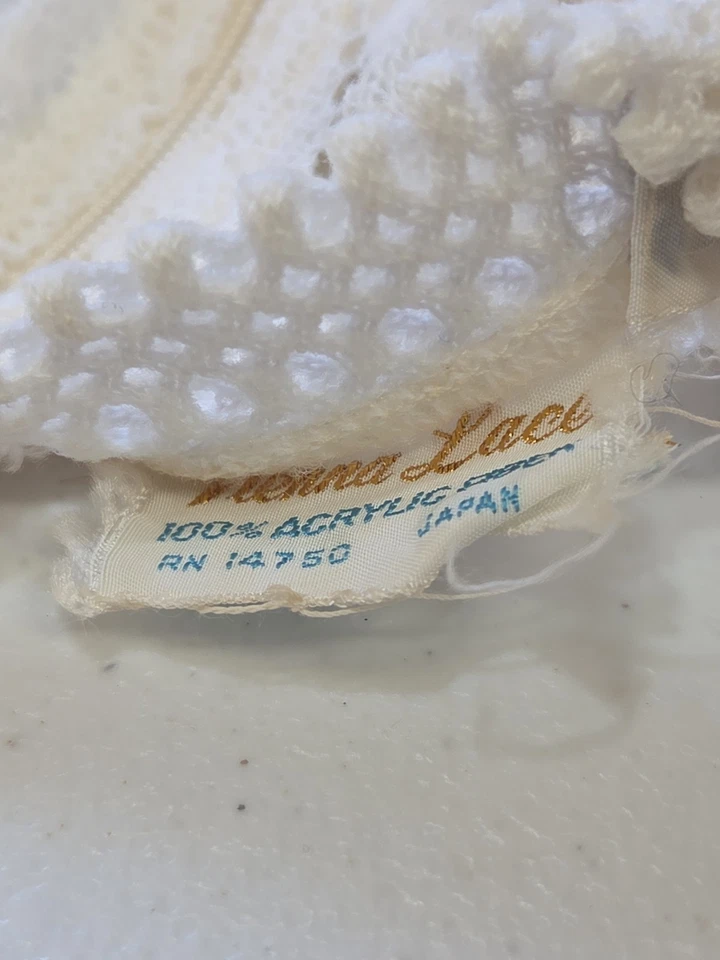 Vienna Lace
100% ACRYLIC FIBER
RN 14750 JAPAN